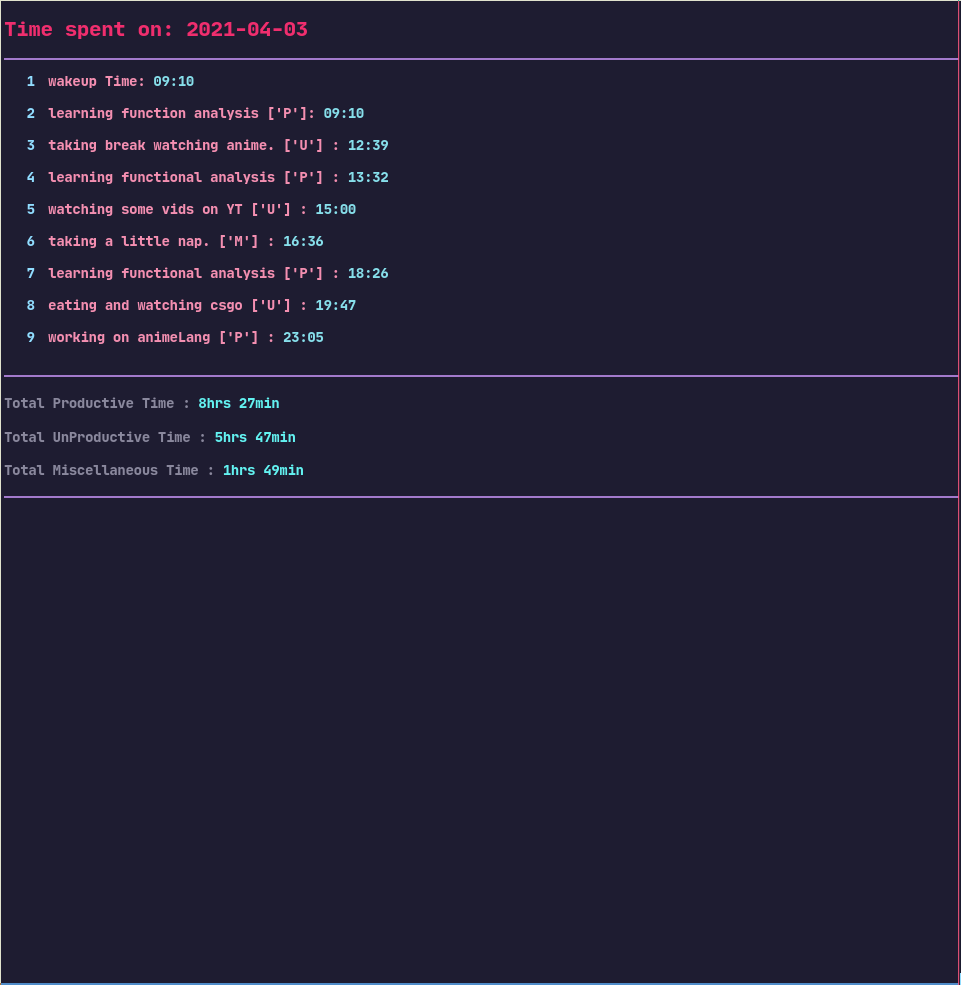 Time spent on: 2021-04-03
1 wakeup Time: 09:10
2 learning function analysis ['P']: 09:10
3 taking break watching anime. ['U'] : 12:39
4 learning functional analysis ['P'] : 13:32
5 watching some vids on YT ['U'] : 15:00
6 taking a little nap. ['M'] : 16:36
7 learning functional analysis ['P'] : 18:26
8 eating and watching csgo ['U'] : 19:47
9 working on animeLang ['P'] : 23:05
Total Productive Time : 8hrs 27min
Total UnProductive Time : 5hrs 47min
Total Miscellaneous Time : 1hrs 49min